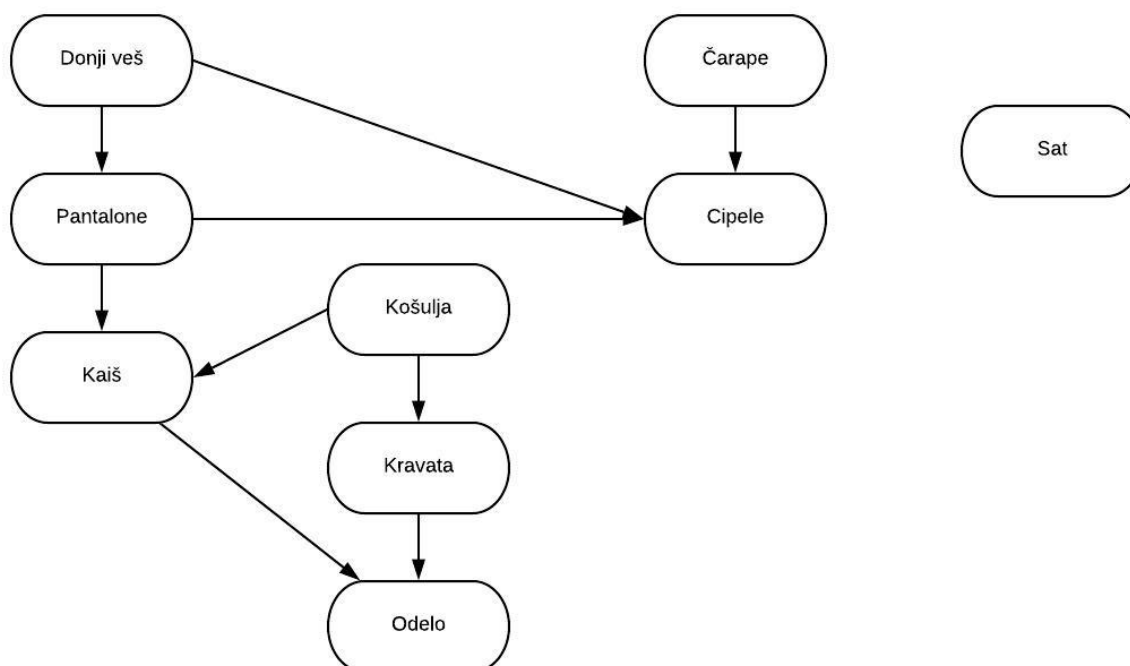 Donji veš
Čarape
Sat
Pantalone
Cipele
Košulja
Kaiš
Kravata
Odelo